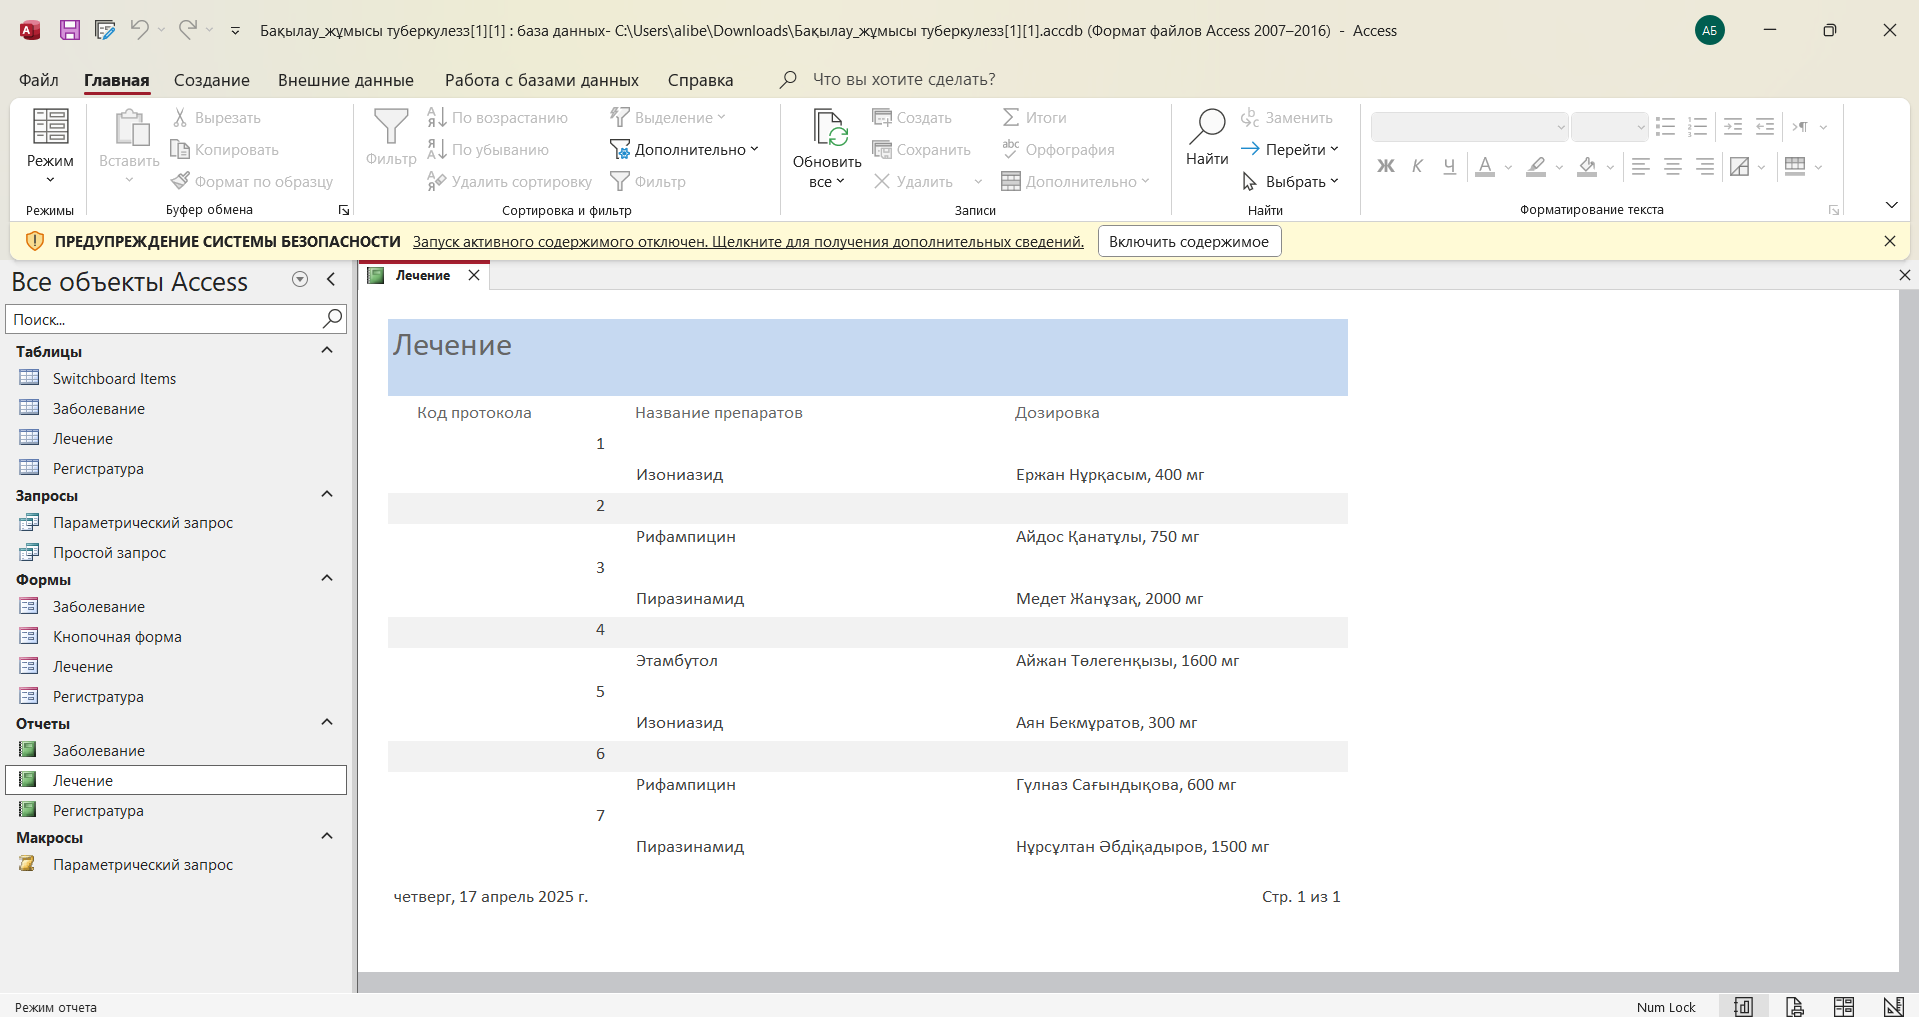 Бақылау_жұмысы туберкулезз[1][1] : база данных- C:\Users\alibe\Downloads\Бақылау_жұмысы туберкулезз[1][1].accdb (Формат файлов Access 2007–2016) - Access
АБ
Файл Главная Создание Внешние данные Работа с базами данных Справка Что вы хотите сделать?
Режим
Режимы
Вставить
Вырезать
Копировать
Формат по образцу
Буфер обмена
Фильтр
По возрастанию
По убыванию
Удалить сортировку
Выделение
Дополнительно
Фильтр
Сортировка и фильтр
Обновить
все
Создать
Сохранить
Удалить
Итоги
Орфография
Дополнительно
Записи
Найти
Заменить
Перейти
Выбрать
Найти
Ж К Ч А
Форматирование текста
ПРЕДУПРЕЖДЕНИЕ СИСТЕМЫ БЕЗОПАСНОСТИ Запуск активного содержимого отключен. Щелкните для получения дополнительных сведений. Включить содержимое
Все объекты Access
Поиск...
Таблицы
Switchboard Items
Заболевание
Лечение
Регистратура
Запросы
Параметрический запрос
Простой запрос
Формы
Заболевание
Кнопочная форма
Лечение
Регистратура
Отчеты
Заболевание
Лечение
Регистратура
Макросы
Параметрический запрос
Лечение
Лечение
Код протокола Название препаратов Дозировка
1
Изониазид Ержан Нұрқасым, 400 мг
2
Рифампицин Айдос Қанатұлы, 750 мг
3
Пиразинамид Медет Жанұзақ, 2000 мг
4
Этамбутол Айжан Төлегенқызы, 1600 мг
5
Изониазид Аян Бекмұратов, 300 мг
6
Рифампицин Гүлназ Сағындықова, 600 мг
7
Пиразинамид Нұрсұлтан Әбдіқадыров, 1500 мг
четверг, 17 апрель 2025 г. Стр. 1 из 1
Режим отчета Num Lock